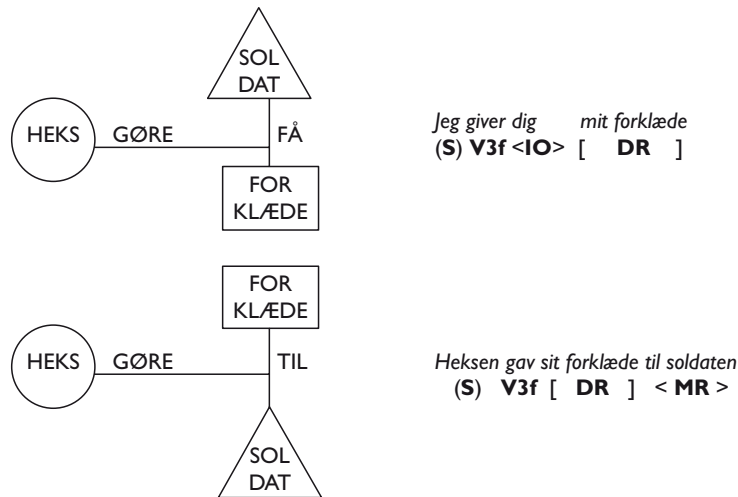 SOL
DAT
HEKS GØRE FÅ
FOR
KLÆDE
Jeg giver dig mit forklæde
(S) V3f <IO> [ DR ]
FOR
KLÆDE
HEKS GØRE TIL
SOL
DAT
Heksen gav sit forklæde til soldaten
(S) V3f [ DR ] < MR >